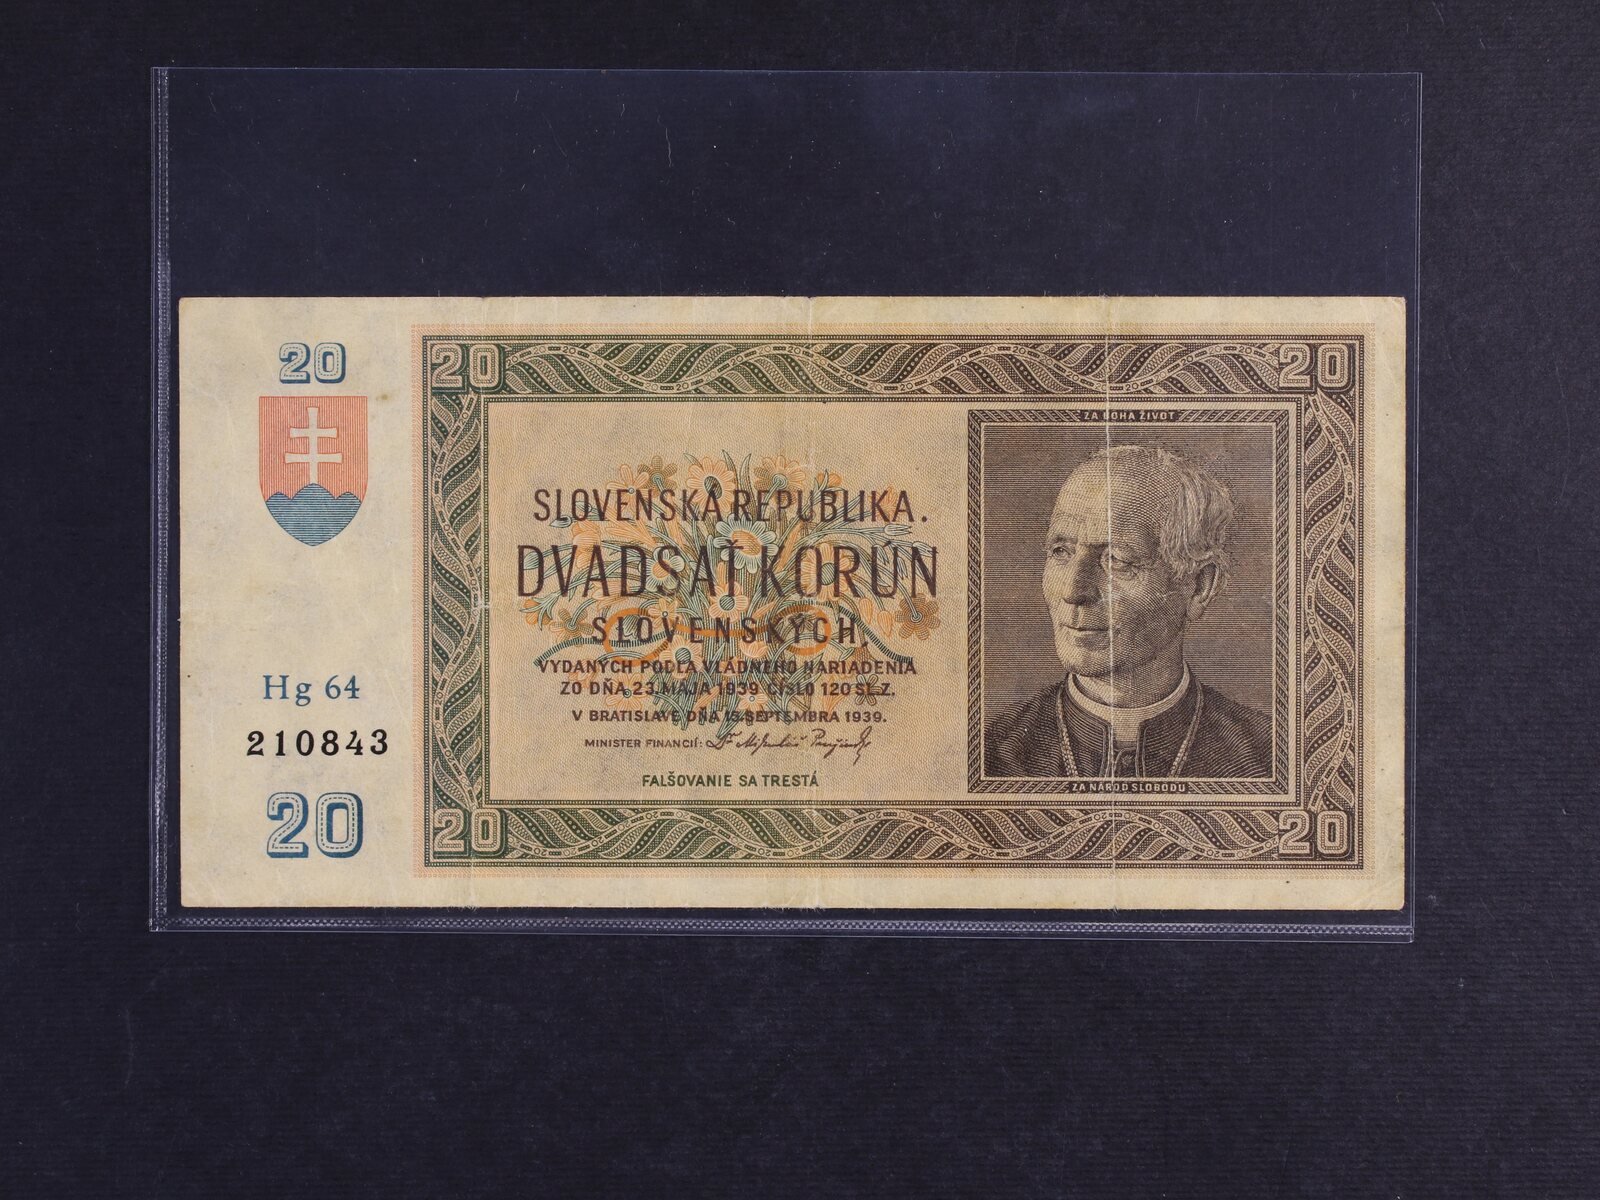 20
Hg 64
210843
20
20
20
SLOVENSKÁ REPUBLIKA.
DVADSAŤ KORÚN
SLOVENSKÝCH,
VYDANÝCH PODĽA VLÁDNEHO NARIADENIA
ZO DŇA 23. MÁJA 1939 ČÍSLO 120 SL. Z.
V BRATISLAVE DŇA 15. SEPTEMBRA 1939.
MINISTER FINANCIÍ:
FALŠOVANIE SA TRESTÁ
ZA BOHA ŽIVOT
ZA NÁROD SLOBODU
20
20